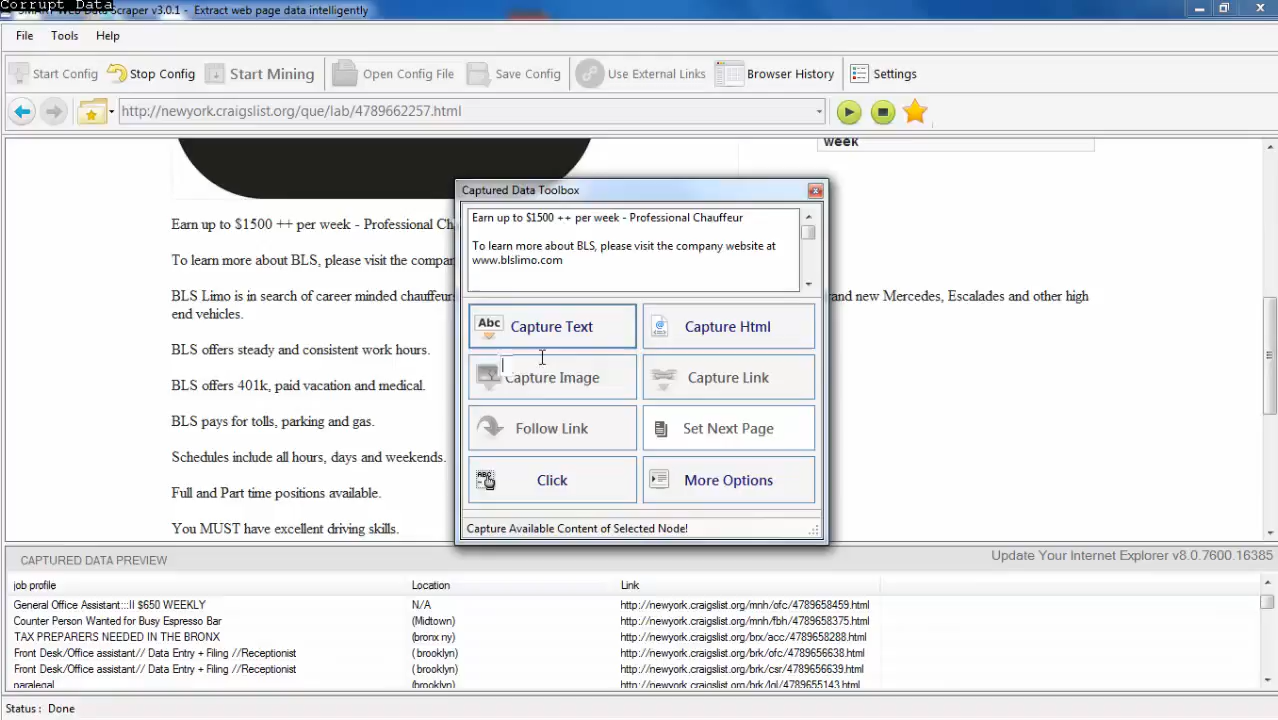 Corrupt Data
SMART Web Data Scraper v3.0.1 - Extract web page data intelligently
File Tools Help
Start Config Stop Config Start Mining Open Config File Save Config Use External Links Browser History Settings
http://newyork.craigslist.org/que/lab/4789662257.html
week
Captured Data Toolbox
Earn up to $1500 ++ per week - Professional Chauffeur
To learn more about BLS, please visit the company website at
www.blslimo.com
Capture Text Capture Html
Capture Image Capture Link
Follow Link Set Next Page
Click More Options
Capture Available Content of Selected Node!
Earn up to $1500 ++ per week - Professional Ch
To learn more about BLS, please visit the compan
BLS Limo is in search of career minded chauffeurs and new Mercedes, Escalades and other high
end vehicles.
BLS offers steady and consistent work hours.
BLS offers 401k, paid vacation and medical.
BLS pays for tolls, parking and gas.
Schedules include all hours, days and weekends.
Full and Part time positions available.
You MUST have excellent driving skills.
CAPTURED DATA PREVIEW Update Your Internet Explorer v8.0.7600.16385
job profile Location Link
General Office Assistant:::II $650 WEEKLY N/A http://newyork.craigslist.org/mnh/ofc/4789658459.html
Counter Person Wanted for Busy Espresso Bar (Midtown) http://newyork.craigslist.org/mnh/fbh/4789658375.html
TAX PREPARERS NEEDED IN THE BRONX (bronx ny) http://newyork.craigslist.org/brx/acc/4789658288.html
Front Desk/Office assistant// Data Entry + Filing //Receptionist (brooklyn) http://newyork.craigslist.org/brk/ofc/4789656638.html
Front Desk/Office assistant// Data Entry + Filing //Receptionist (brooklyn) http://newyork.craigslist.org/brk/csr/4789656639.html
paralegal (brooklyn) http://newyork.craigslist.org/brk/lgl/4789655143.html
Status : Done